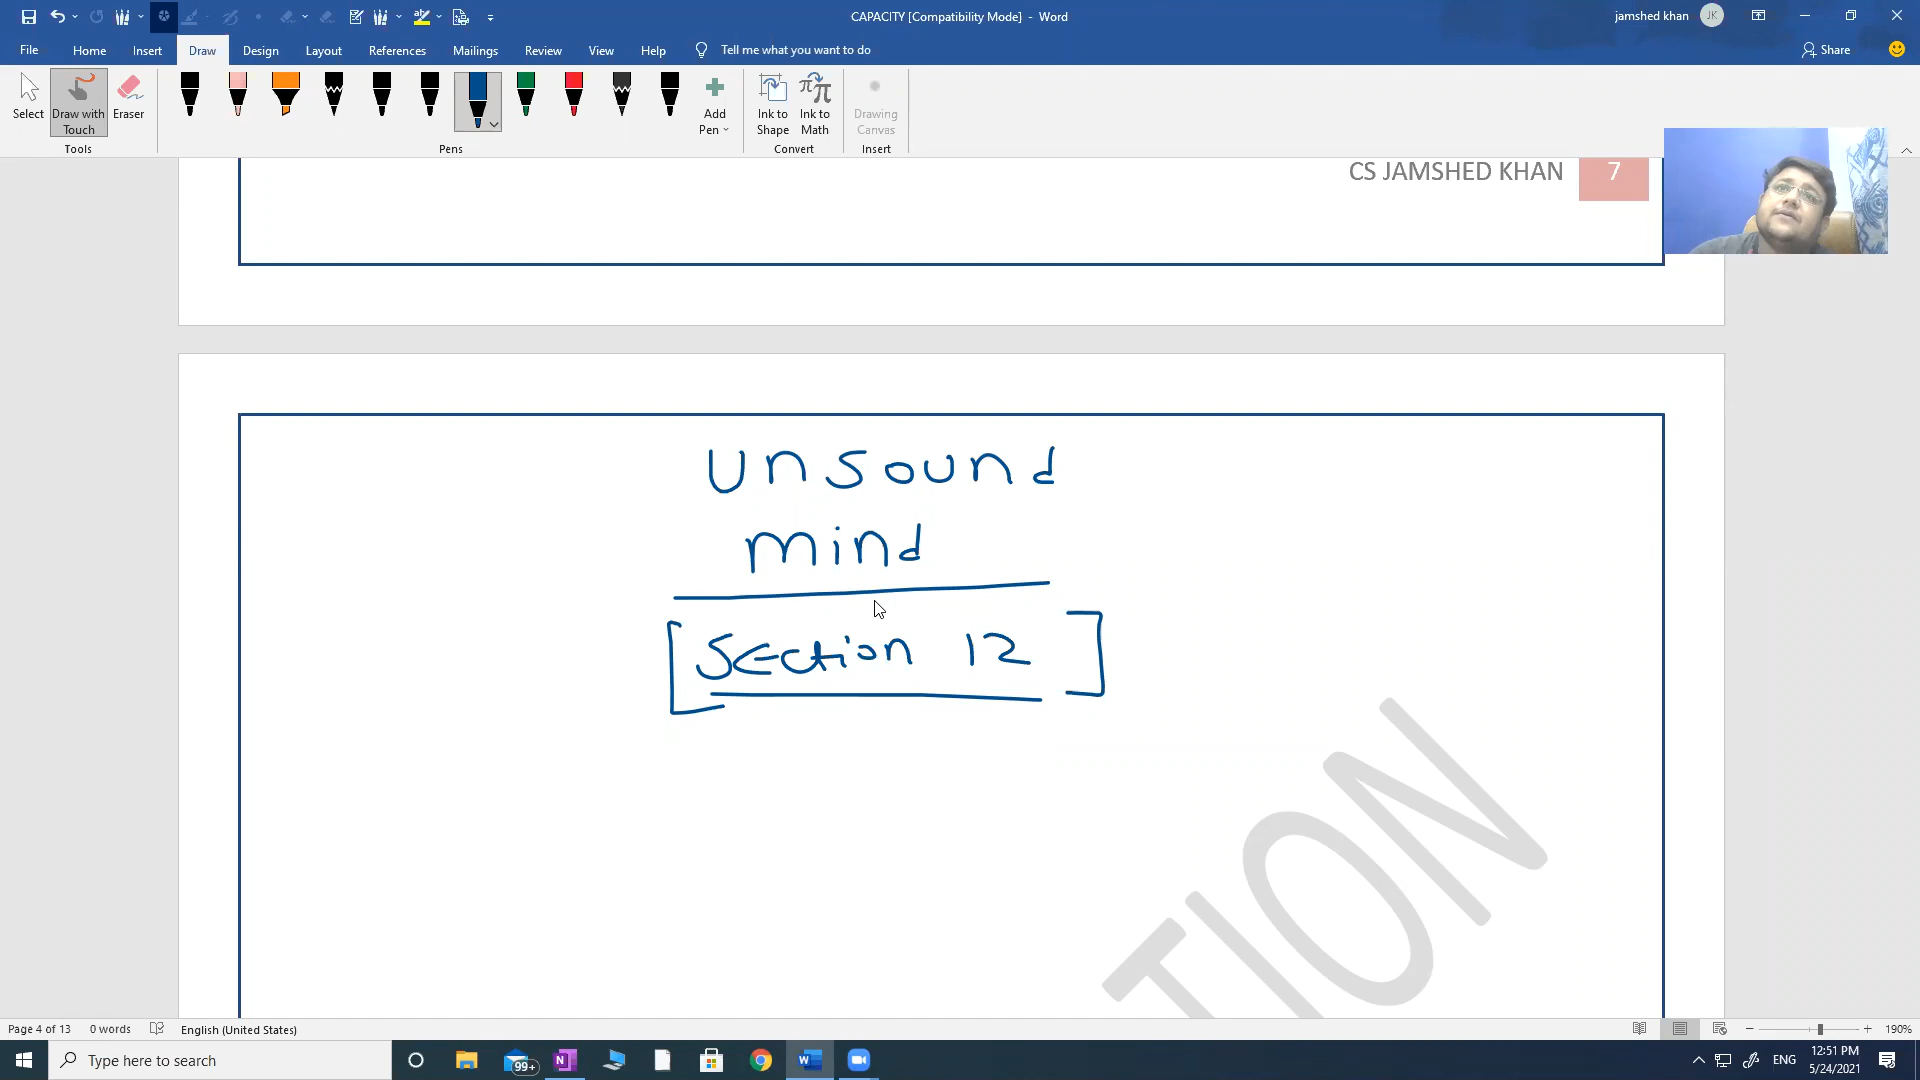 CAPACITY [Compatibility Mode] - Word
jamshed khan JK
File Home Insert Draw Design Layout References Mailings Review View Help Tell me what you want to do Share
Select
Draw with Touch
Eraser
Add Pen
Ink to Shape
Ink to Math
Drawing Canvas
Tools Pens Convert Insert
CS JAMSHED KHAN 7
Unsound
mind
[Section 12]
TION
Page 4 of 13 0 words English (United States) 190%
Type here to search 99+ ENG 12:51 PM
5/24/2021